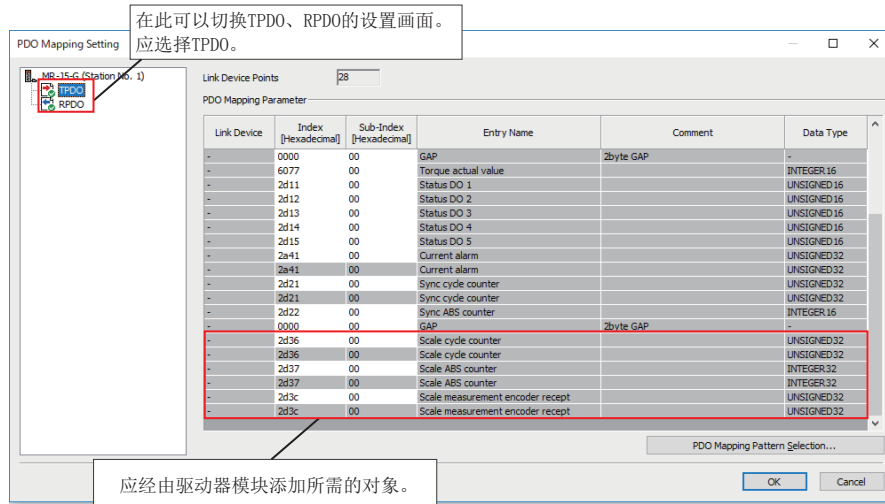 在此可以切换TPDO、RPDO的设置画面。
应选择TPDO。
PDO Mapping Setting
MR-J5-G (Station No. 1)
TPDO
RPDO
Link Device Points 28
PDO Mapping Parameter
Link Device Index [Hexadecimal] Sub-Index [Hexadecimal] Entry Name Comment Data Type
- 0000 00 GAP 2byte GAP -
- 6077 00 Torque actual value INTEGER16
- 2d11 00 Status DO 1 UNSIGNED16
- 2d12 00 Status DO 2 UNSIGNED16
- 2d13 00 Status DO 3 UNSIGNED16
- 2d14 00 Status DO 4 UNSIGNED16
- 2d15 00 Status DO 5 UNSIGNED16
- 2a41 00 Current alarm UNSIGNED32
- 2a41 00 Current alarm UNSIGNED32
- 2d21 00 Sync cycle counter UNSIGNED32
- 2d21 00 Sync cycle counter UNSIGNED32
- 2d22 00 Sync ABS counter INTEGER16
- 0000 00 GAP 2byte GAP -
- 2d36 00 Scale cycle counter UNSIGNED32
- 2d36 00 Scale cycle counter UNSIGNED32
- 2d37 00 Scale ABS counter INTEGER32
- 2d37 00 Scale ABS counter INTEGER32
- 2d3c 00 Scale measurement encoder recept UNSIGNED32
- 2d3c 00 Scale measurement encoder recept UNSIGNED32
PDO Mapping Pattern Selection...
OK Cancel
应经由驱动器模块添加所需的对象。